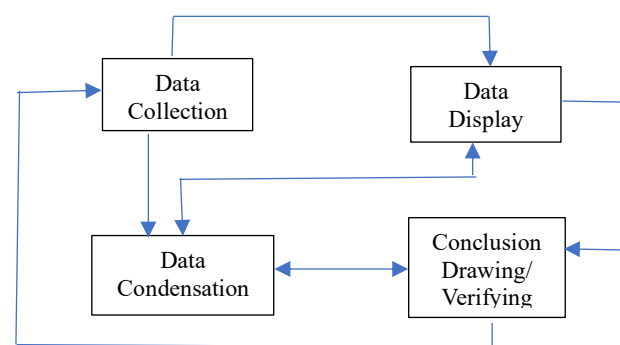 Data
Collection
Data
Display
Data
Condensation
Conclusion
Drawing/
Verifying